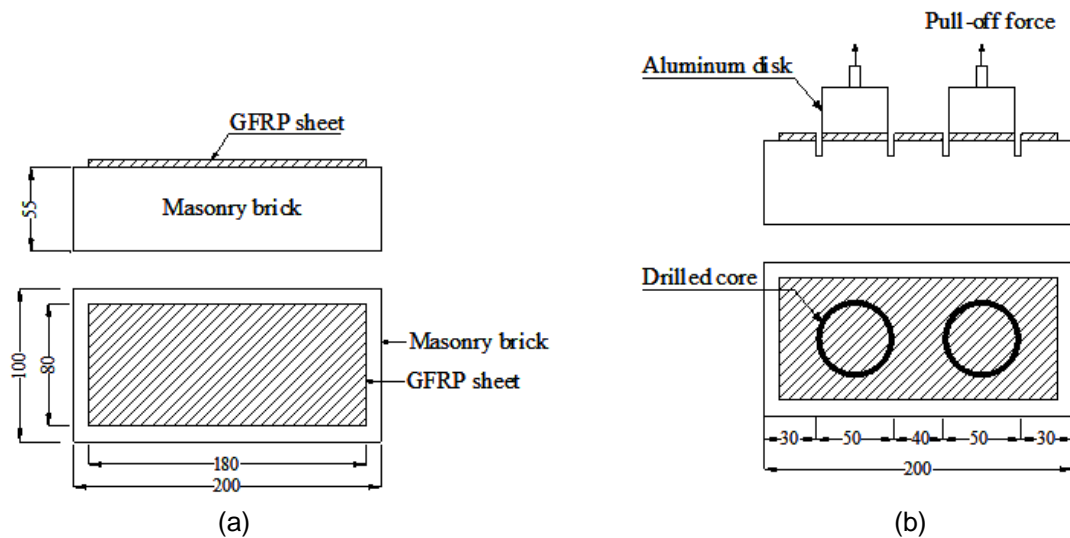 GFRP sheet
Masonry brick
55
100
80
Masonry brick
GFRP sheet
180
200
(a)
Pull-off force
Aluminum disk
Drilled core
30 50 40 50 30
200
(b)